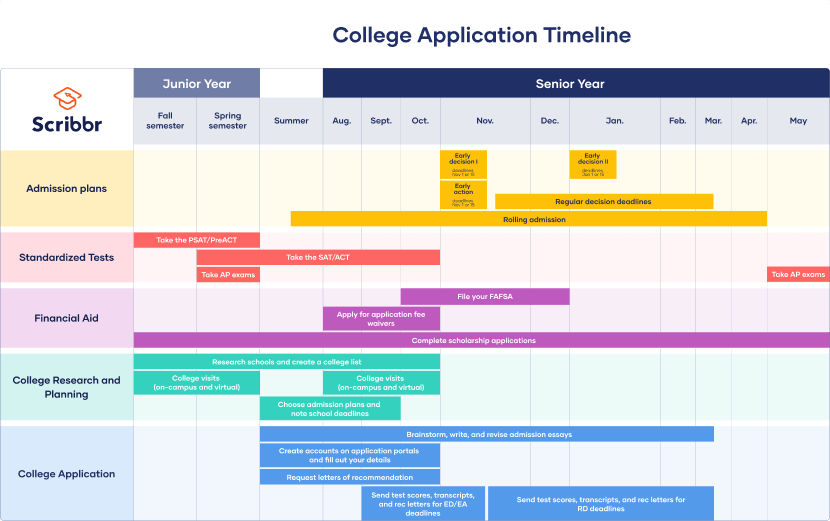 College Application Timeline
Scribbr
Junior Year
Senior Year
Fall
semester
Spring
semester
Summer
Aug.
Sept.
Oct.
Nov.
Dec.
Jan.
Feb.
Mar.
Apr.
May
Admission plans
Early
decision I
deadlines
Nov 1 or 15
Early
decision II
deadlines
Jan 1 or 15
Early
action
deadlines
Nov 1 or 15
Regular decision deadlines
Rolling admission
Standardized Tests
Take the PSAT/PreACT
Take the SAT/ACT
Take AP exams
Take AP exams
Financial Aid
File your FAFSA
Apply for application fee
waivers
Complete scholarship applications
College Research and
Planning
Research schools and create a college list
College visits
(on-campus and virtual)
College visits
(on-campus and virtual)
Choose admission plans and
note school deadlines
College Application
Brainstorm, write, and revise admission essays
Create accounts on application portals
and fill out your details
Request letters of recommendation
Send test scores, transcripts,
and rec letters for ED/EA
deadlines
Send test scores, transcripts, and rec letters for
RD deadlines